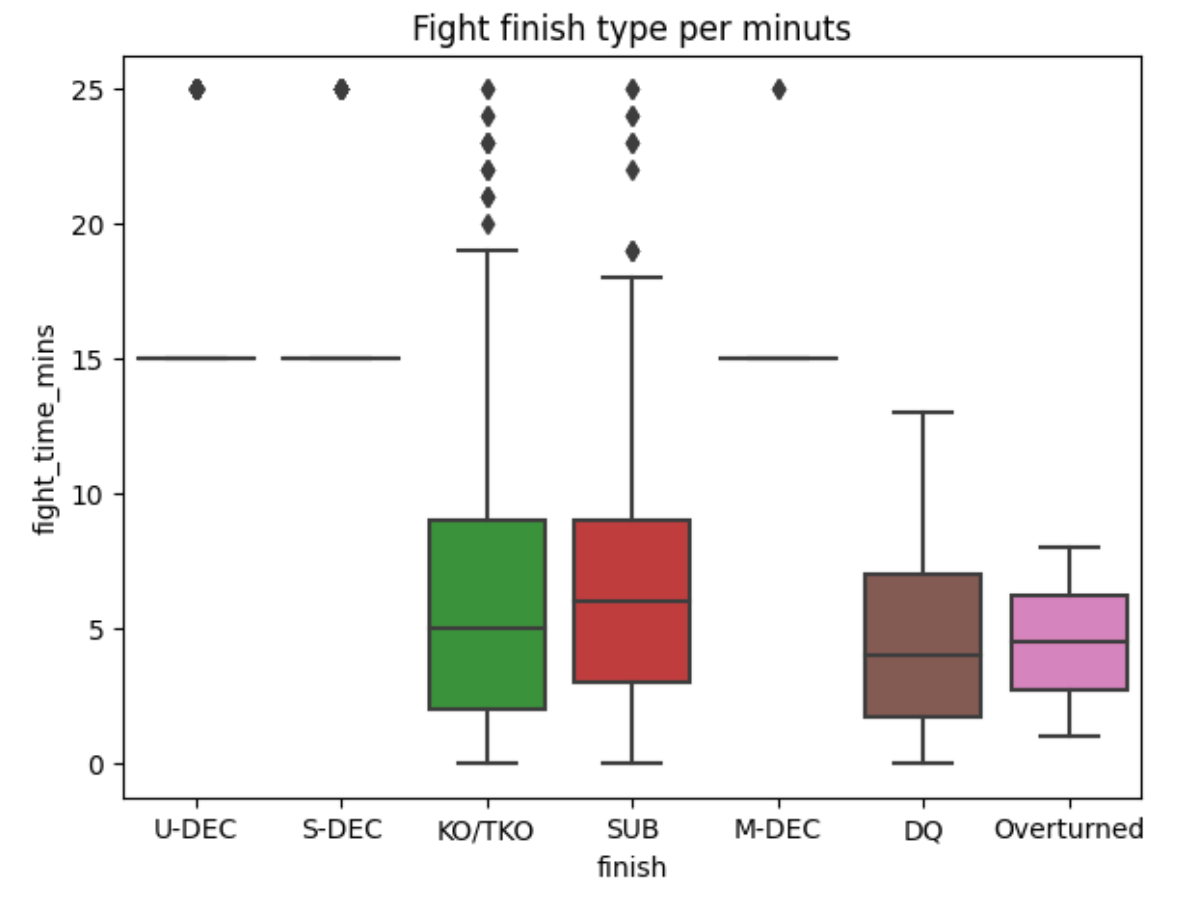 Fight finish type per minuts
fight_time_mins
25
20
15
10
5
0
U-DEC S-DEC KO/TKO SUB M-DEC DQ Overturned
finish